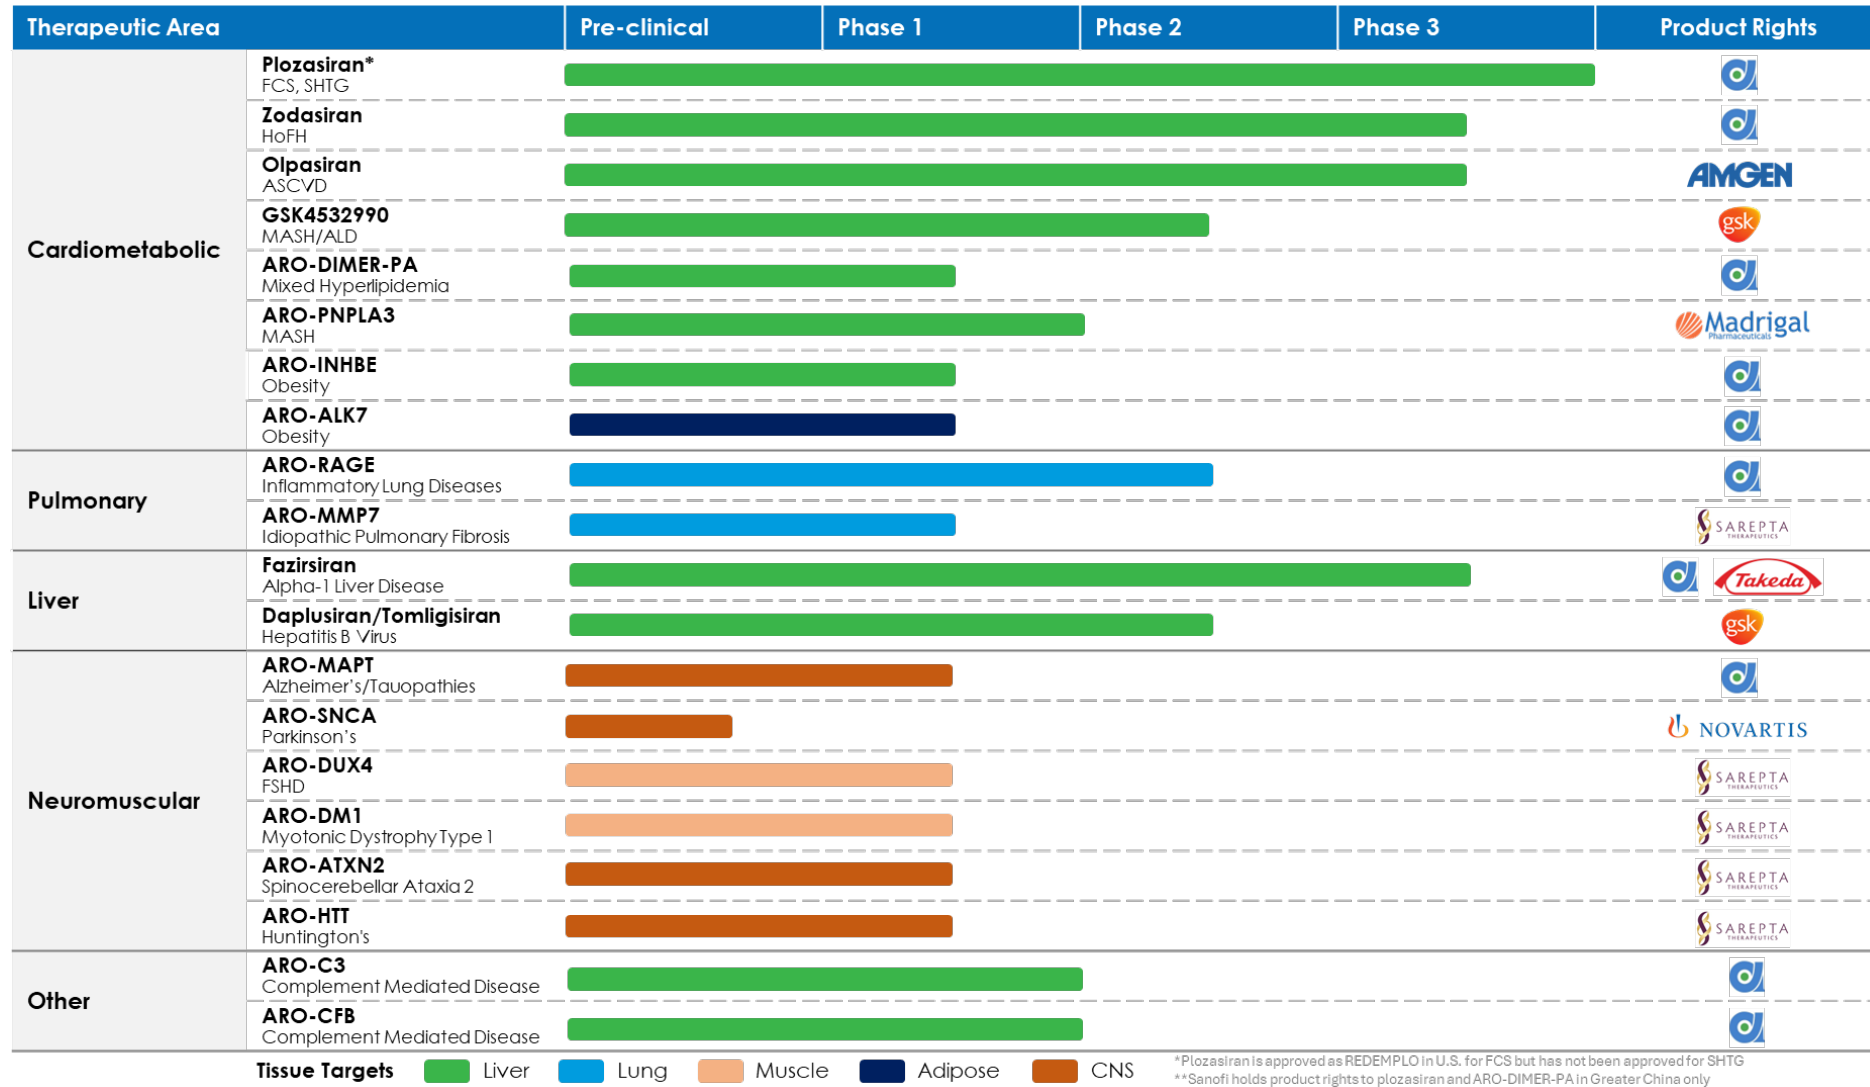 Therapeutic Area Pre-clinical Phase 1 Phase 2 Phase 3 Product Rights
Cardiometabolic
Plozasiran*
FCS, SHTG
Zodasiran
HoFH
Olpasiran
ASCVD
AMGEN
GSK4532990
MASH/ALD
gsk
ARO-DIMER-PA
Mixed Hyperlipidemia
ARO-PNPLA3
MASH
Madrigal
Pharmaceuticals
ARO-INHBE
Obesity
ARO-ALK7
Obesity
Pulmonary
ARO-RAGE
Inflammatory Lung Diseases
ARO-MMP7
Idiopathic Pulmonary Fibrosis
SAREPTA
THERAPEUTICS
Liver
Fazirsiran
Alpha-1 Liver Disease
Takeda
Daplusiran/Tomligisiran
Hepatitis B Virus
gsk
Neuromuscular
ARO-MAPT
Alzheimer's/Tauopathies
ARO-SNCA
Parkinson's
NOVARTIS
ARO-DUX4
FSHD
SAREPTA
THERAPEUTICS
ARO-DM1
Myotonic Dystrophy Type 1
SAREPTA
THERAPEUTICS
ARO-ATXN2
Spinocerebellar Ataxia 2
SAREPTA
THERAPEUTICS
ARO-HTT
Huntington's
SAREPTA
THERAPEUTICS
Other
ARO-C3
Complement Mediated Disease
ARO-CFB
Complement Mediated Disease
Tissue Targets Liver Lung Muscle Adipose CNS
*Plozasiran is approved as REDEMPLO in U.S. for FCS but has not been approved for SHTG
**Sanofi holds product rights to plozasiran and ARO-DIMER-PA in Greater China only